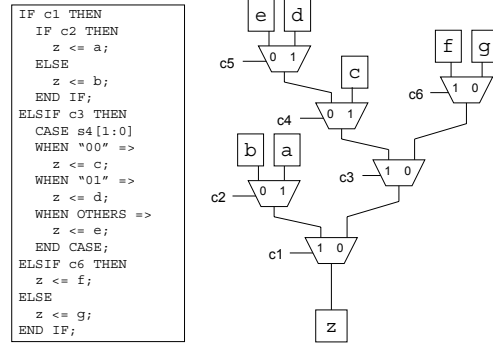 IF c1 THEN
IF c2 THEN
z <= a;
ELSE
z <= b;
END IF;
ELSIF c3 THEN
CASE s4[1:0]
WHEN “00” =>
z <= c;
WHEN “01” =>
z <= d;
WHEN OTHERS =>
z <= e;
END CASE;
ELSIF c6 THEN
z <= f;
ELSE
z <= g;
END IF;
e d
c5 0 1
f g
c
c6 1 0
c4 0 1
b a
c3 1 0
c2 0 1
c1 1 0
z